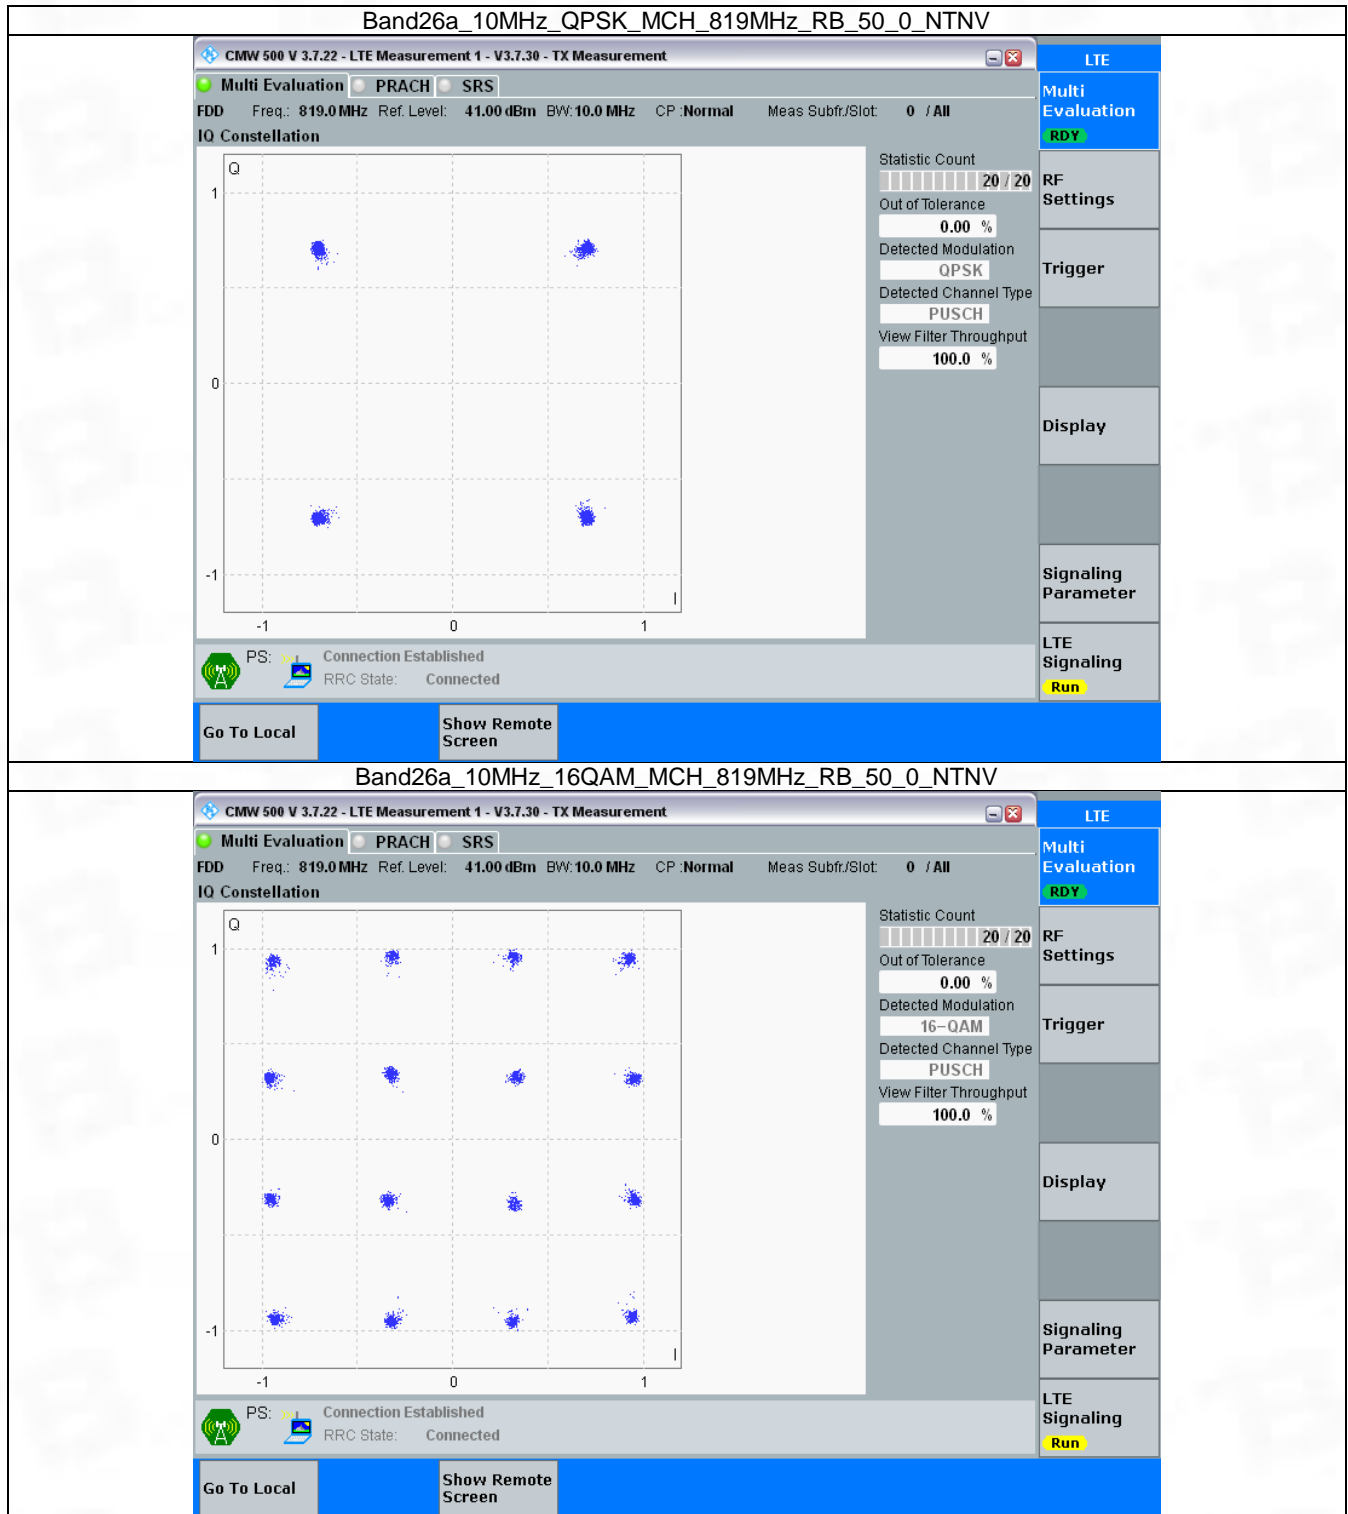 Band26a_10MHz_QPSK_MCH_819MHz_RB_50_0_NTNV
CMW 500 V 3.7.22 - LTE Measurement 1 - V3.7.30 - TX Measurement
LTE
Multi Evaluation PRACH SRS
Multi
Evaluation
RDY
FDD Freq.: 819.0 MHz Ref. Level: 41.00 dBm BW: 10.0 MHz CP :Normal Meas Subfr./Slot: 0 / All
IQ Constellation
Q
1
0
-1
I
-1 0 1
Statistic Count
20 / 20
Out of Tolerance
0.00 %
Detected Modulation
QPSK
Detected Channel Type
PUSCH
View Filter Throughput
100.0 %
RF
Settings
Trigger
Display
Signaling
Parameter
LTE
Signaling
Run
PS: Connection Established
RRC State: Connected
Go To Local
Show Remote
Screen
Band26a_10MHz_16QAM_MCH_819MHz_RB_50_0_NTNV
CMW 500 V 3.7.22 - LTE Measurement 1 - V3.7.30 - TX Measurement
LTE
Multi Evaluation PRACH SRS
Multi
Evaluation
RDY
FDD Freq.: 819.0 MHz Ref. Level: 41.00 dBm BW: 10.0 MHz CP :Normal Meas Subfr./Slot: 0 / All
IQ Constellation
Q
1
0
-1
I
-1 0 1
Statistic Count
20 / 20
Out of Tolerance
0.00 %
Detected Modulation
16-QAM
Detected Channel Type
PUSCH
View Filter Throughput
100.0 %
RF
Settings
Trigger
Display
Signaling
Parameter
LTE
Signaling
Run
PS: Connection Established
RRC State: Connected
Go To Local
Show Remote
Screen